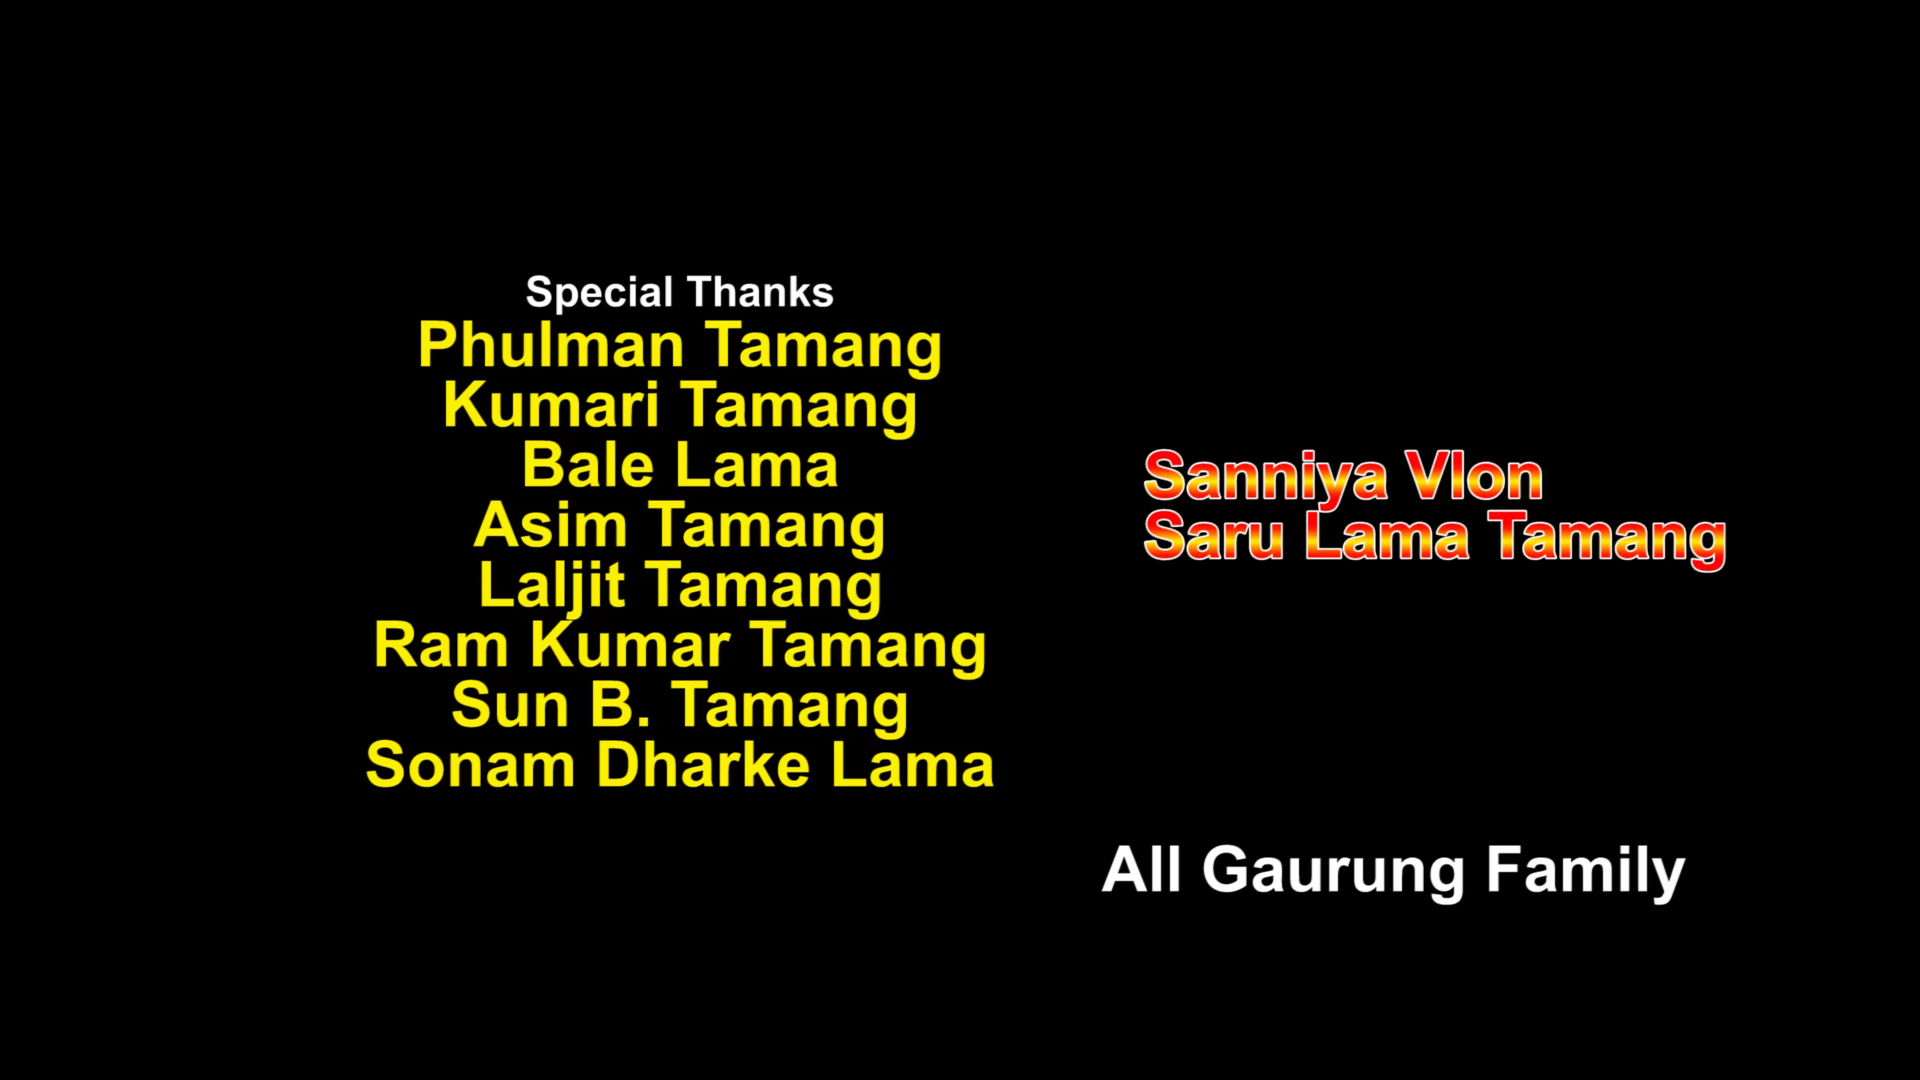 Special Thanks
Phulman Tamang
Kumari Tamang
Bale Lama
Asim Tamang
Laljit Tamang
Ram Kumar Tamang
Sun B. Tamang
Sonam Dharke Lama
Sanniya Vlon
Saru Lama Tamang
All Gaurung Family